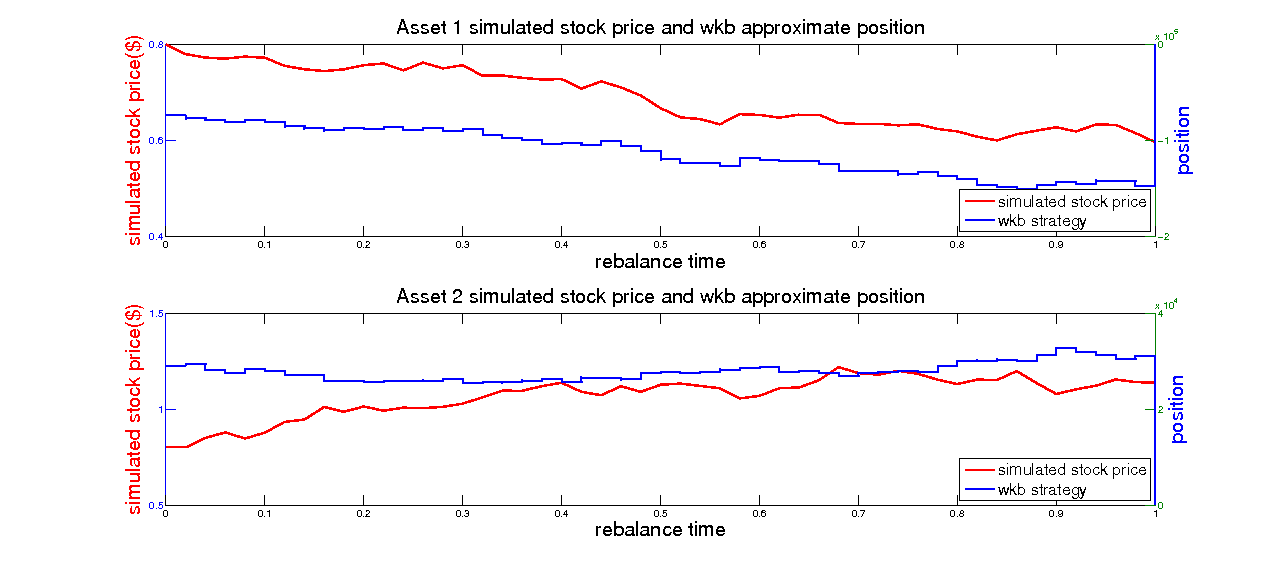 Asset 1 simulated stock price and wkb approximate position
x 10^5
simulated stock price($)
0.8
0.6
0.4
0
-1
-2
position
simulated stock price
wkb strategy
0 0.1 0.2 0.3 0.4 0.5 0.6 0.7 0.8 0.9 1
rebalance time
Asset 2 simulated stock price and wkb approximate position
x 10^4
simulated stock price($)
1.5
1
0.5
4
2
0
position
simulated stock price
wkb strategy
0 0.1 0.2 0.3 0.4 0.5 0.6 0.7 0.8 0.9 1
rebalance time